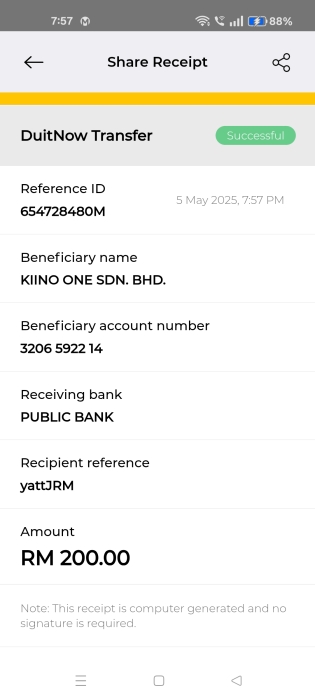 7:57
88%
Share Receipt
DuitNow Transfer
Successful
Reference ID
654728480M
5 May 2025, 7:57 PM
Beneficiary name
KIINO ONE SDN. BHD.
Beneficiary account number
3206 5922 14
Receiving bank
PUBLIC BANK
Recipient reference
yattJRM
Amount
RM 200.00
Note: This receipt is computer generated and no
signature is required.